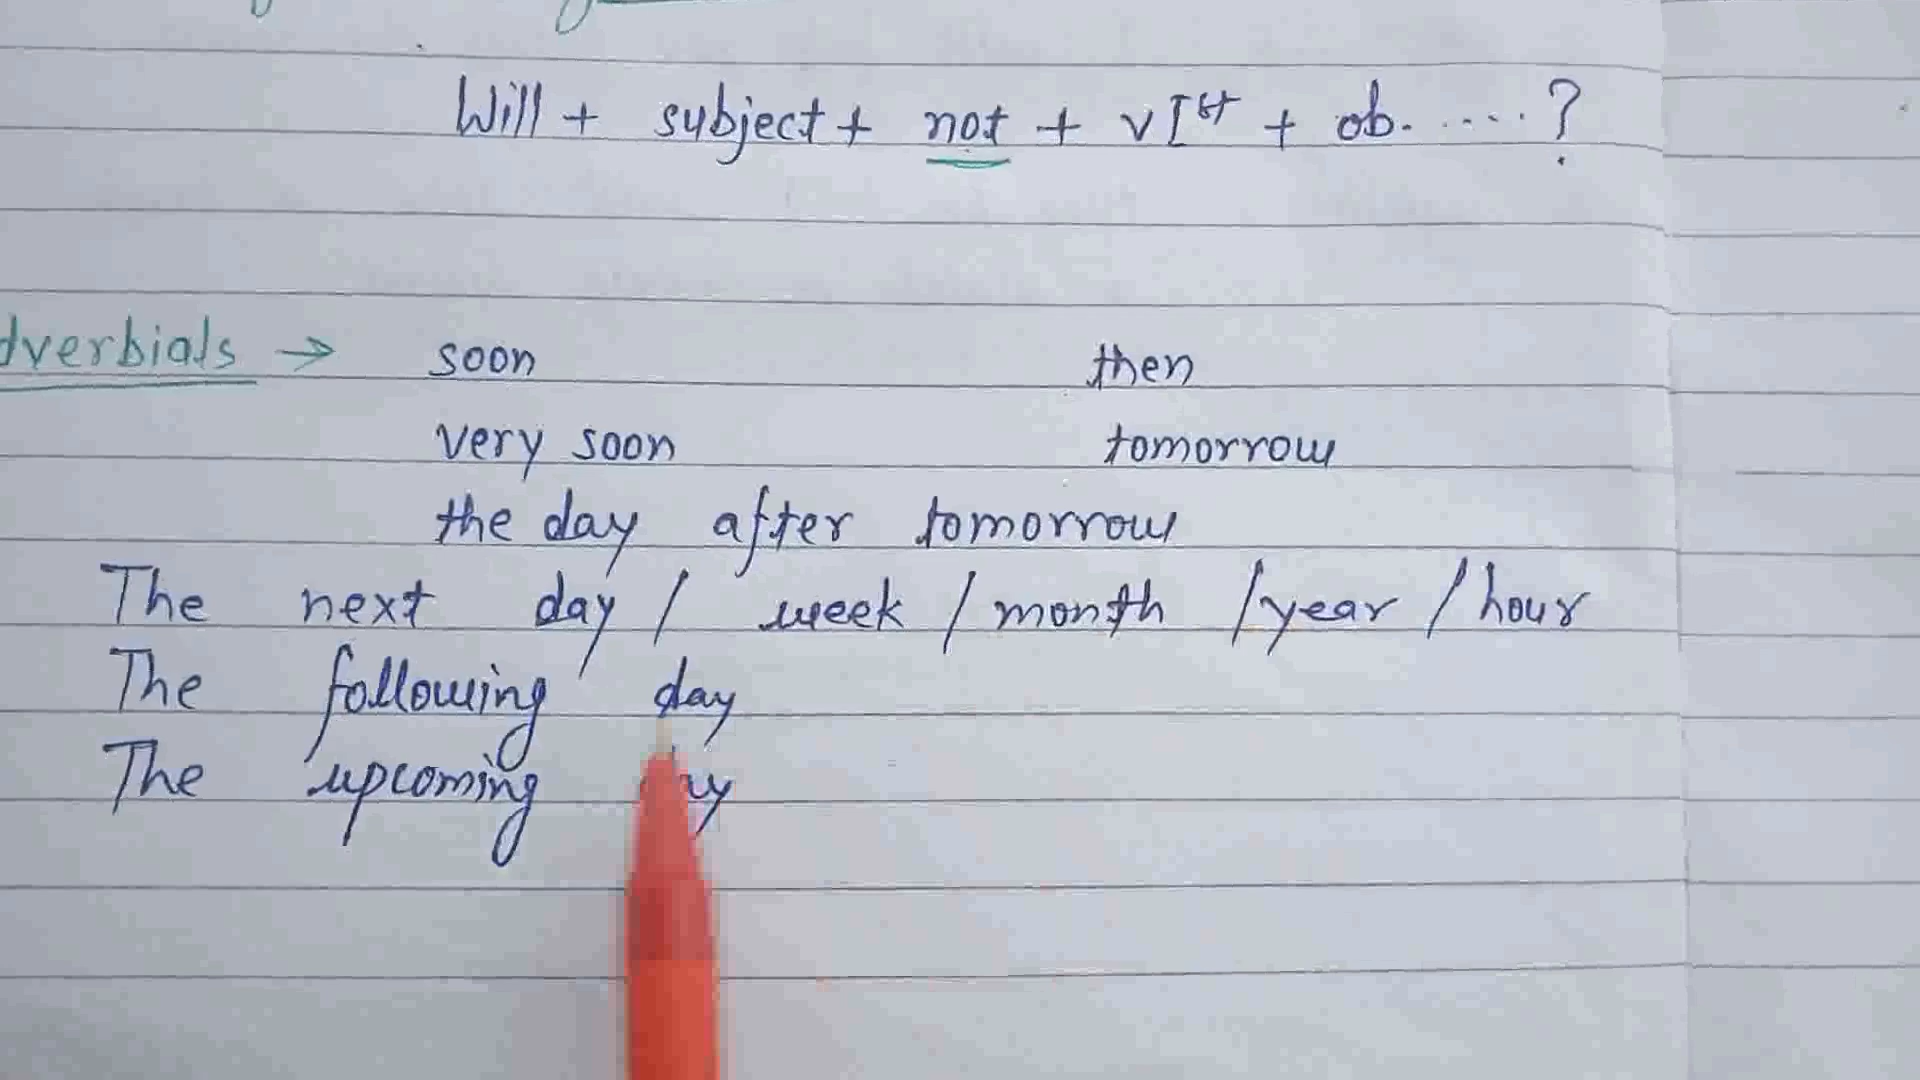 Will + subject + not + v Ist + ob. ..... ?
dverbials → soon then
very soon tomorrow
the day after tomorrow
The next day / week / month / year / hour
The following day
The upcoming